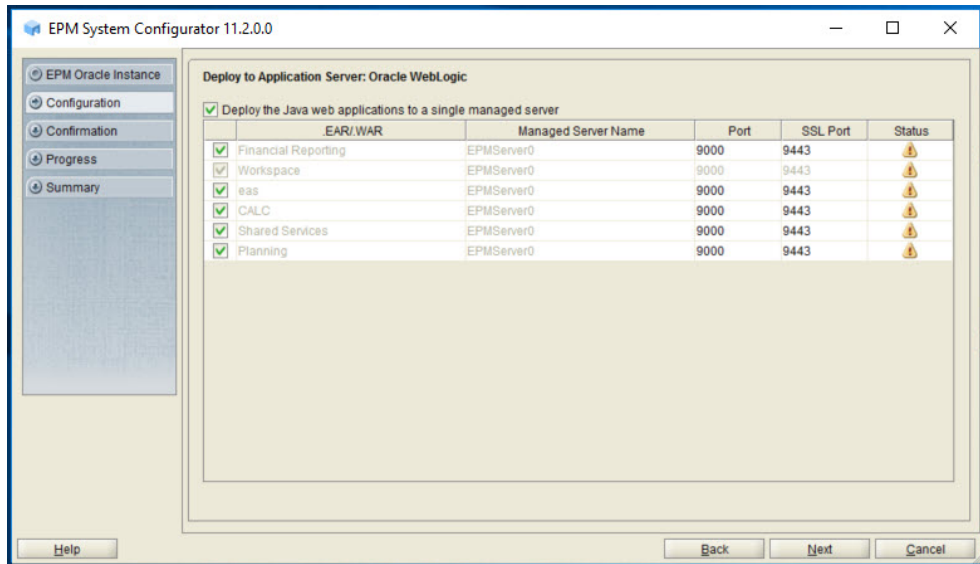 EPM System Configurator 11.2.0.0
EPM Oracle Instance
Configuration
Confirmation
Progress
Summary
Deploy to Application Server: Oracle WebLogic
Deploy the Java web applications to a single managed server
.EAR/.WAR Managed Server Name Port SSL Port Status
Financial Reporting EPMServer0 9000 9443
Workspace EPMServer0 9000 9443
eas EPMServer0 9000 9443
CALC EPMServer0 9000 9443
Shared Services EPMServer0 9000 9443
Planning EPMServer0 9000 9443
Help Back Next Cancel